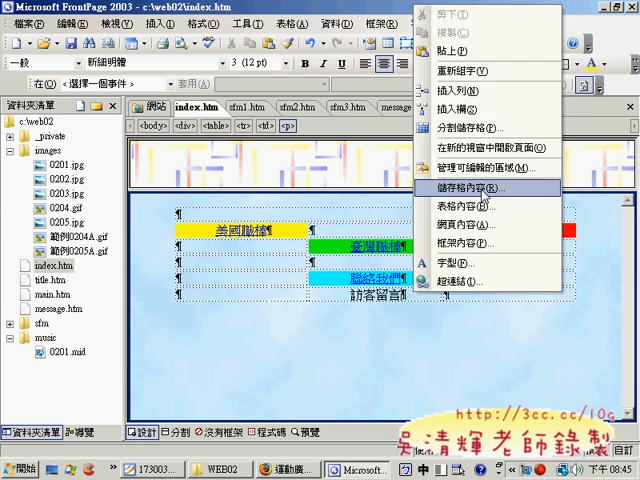 Microsoft FrontPage 2003 - c:\web02\index.htm
檔案(F) 編輯(E) 檢視(V) 插入(I) 格式(O) 工具(T) 表格(A) 資料(D) 框架(R)
一般 新細明體 3 (12 pt) B I U
在(O) <選擇一個事件> 套用(A)
資料夾清單
網站 index.htm sfm1.htm sfm2.htm sfm3.htm message
<body> <div> <table> <tr> <td> <p>
c:\web02
_private
images
0201.jpg
0202.jpg
0203.jpg
0204.gif
0205.jpg
範例0204A.gif
範例0205A.gif
index.htm
title.htm
main.htm
message.htm
sfm
music
0201.mid
美國職棒
臺灣職棒
聯絡我們
訪客留言
剪下(T)
複製(C)
貼上(P)
重新組字(V)
插入列(N)
插入欄(S)
分割儲存格(P)...
在新的視窗中開啟頁面(O)
管理可編輯的區域(M)...
儲存格內容(R)...
表格內容(B)...
網頁內容(A)...
框架內容(P)...
字型(F)...
超連結(I)...
資料夾清單 導覽
設計 分割 沒有框架 程式碼 預覽
http://3cc.cc/10g
吳清輝老師錄製
自訂
開始 173003... WEB02 運動廣... Microsoft... 中 下午 08:45